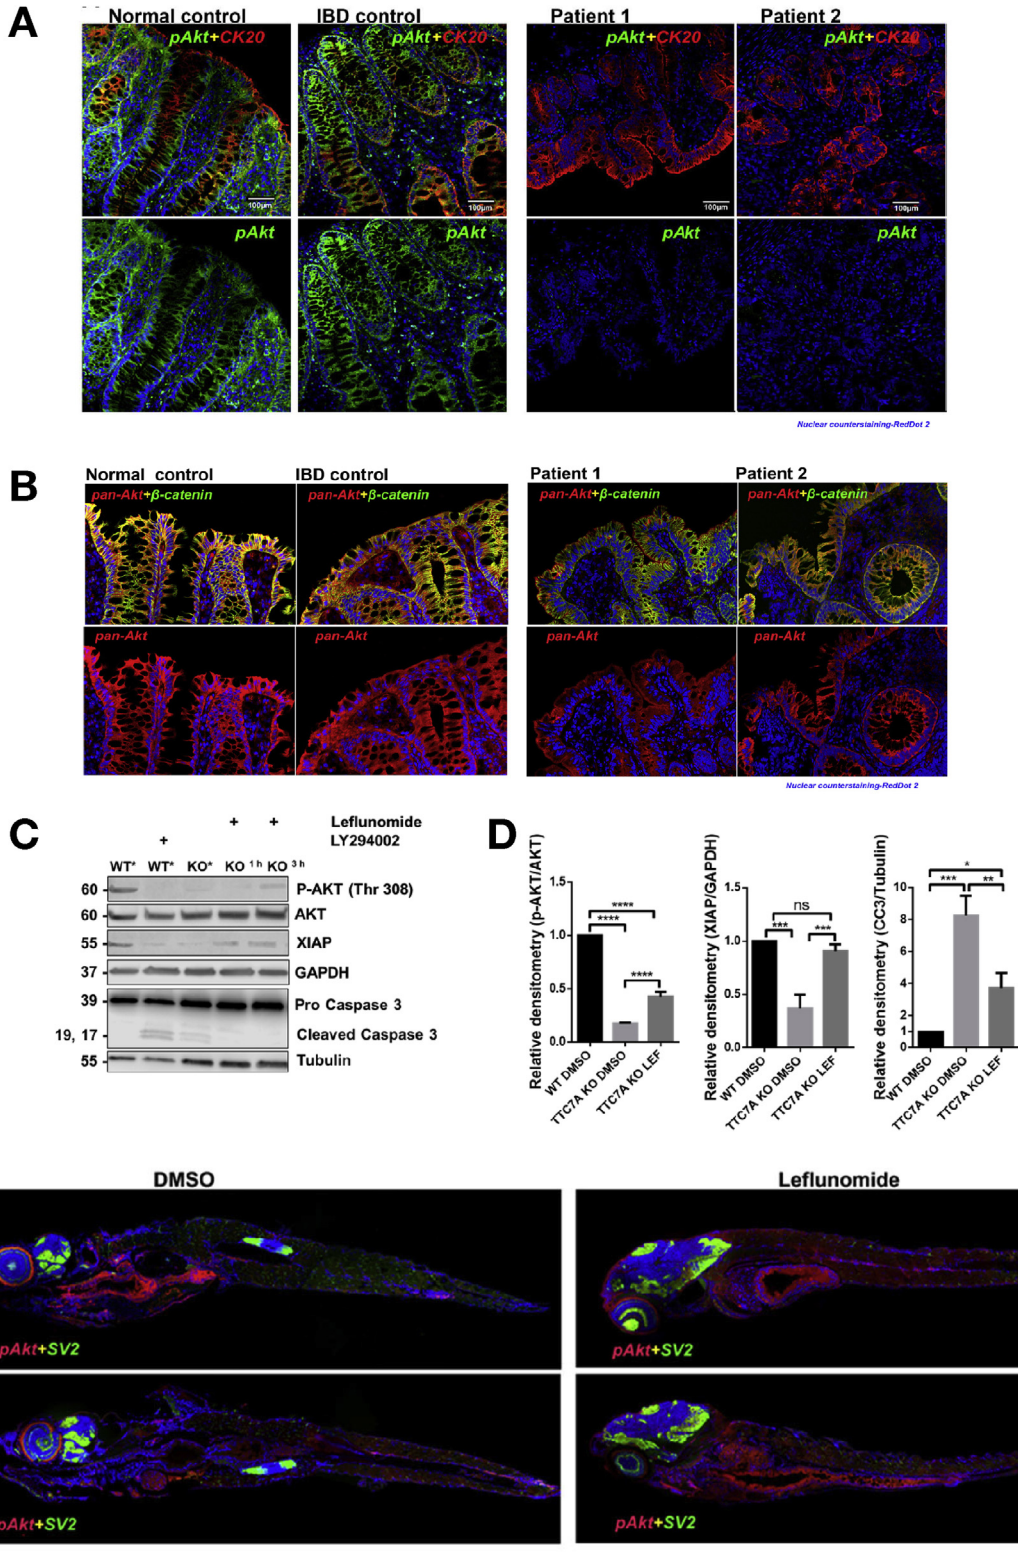 A
Normal control IBD control Patient 1 Patient 2
pAkt+CK20 pAkt+CK20 pAkt+CK20 pAkt+CK20
100µm 100µm 100µm 100µm
pAkt pAkt pAkt pAkt
Nuclear counterstaining-RedDot 2
B
Normal control IBD control Patient 1 Patient 2
pan-Akt+β-catenin pan-Akt+β-catenin pan-Akt+β-catenin pan-Akt+β-catenin
pan-Akt pan-Akt pan-Akt pan-Akt
Nuclear counterstaining-RedDot 2
C
+ + Leflunomide
+ LY294002
WT* WT* KO* KO 1 h KO 3 h
60 P-AKT (Thr 308)
60 AKT
55 XIAP
37 GAPDH
39 Pro Caspase 3
19, 17 Cleaved Caspase 3
55 Tubulin
D
Relative densitometry (p-AKT/AKT)
1.5
1.0
0.5
0.0
****
****
****
WT DMSO
TTC7A KO DMSO
TTC7A KO LEF
Relative densitometry (XIAP/GAPDH)
1.5
1.0
0.5
0.0
ns
*** ***
WT DMSO
TTC7A KO DMSO
TTC7A KO LEF
Relative densitometry (CC3/Tubulin)
10
8
6
4
2
1
0
*
*** **
WT DMSO
TTC7A KO DMSO
TTC7A KO LEF
DMSO Leflunomide
pAkt+SV2 pAkt+SV2
pAkt+SV2 pAkt+SV2